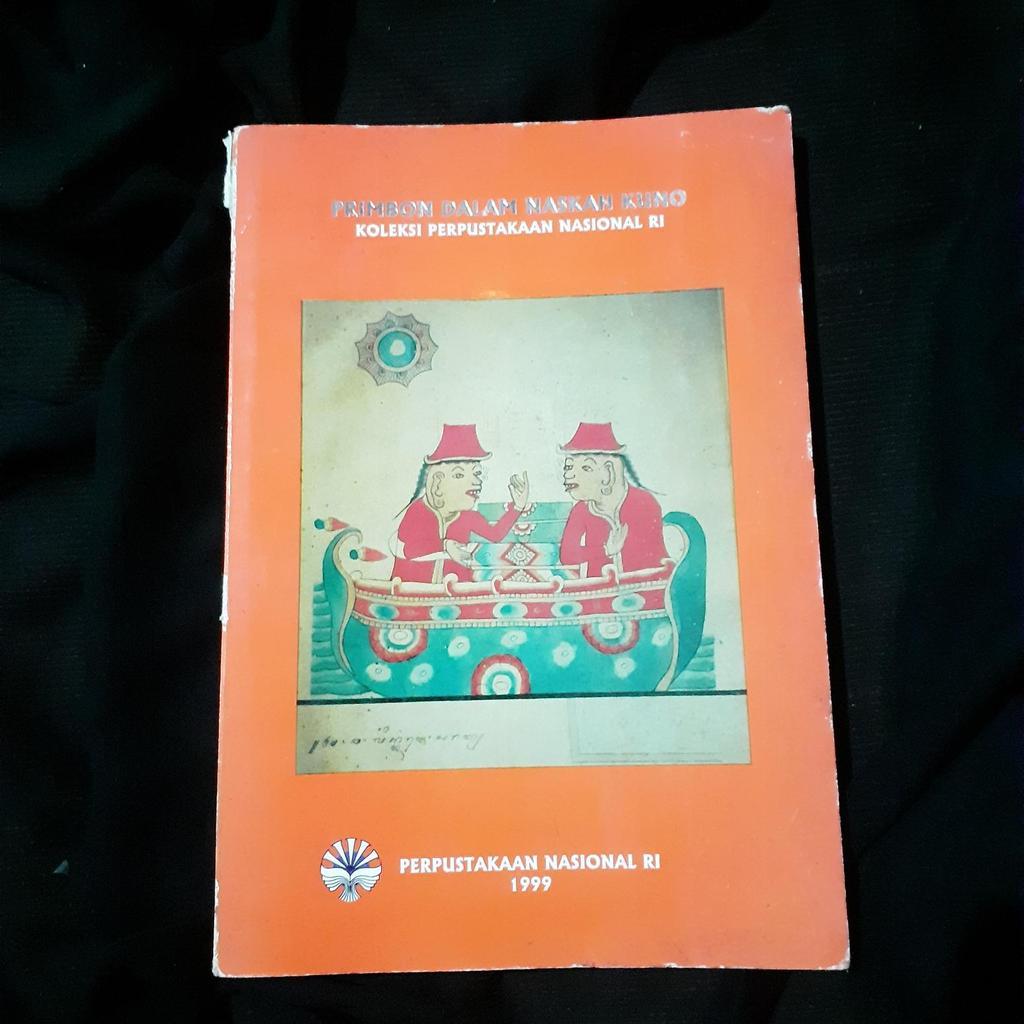 PRIMBON DALAM NASKAH KUNO
KOLEKSI PERPUSTAKAAN NASIONAL RI
PERPUSTAKAAN NASIONAL RI
1999